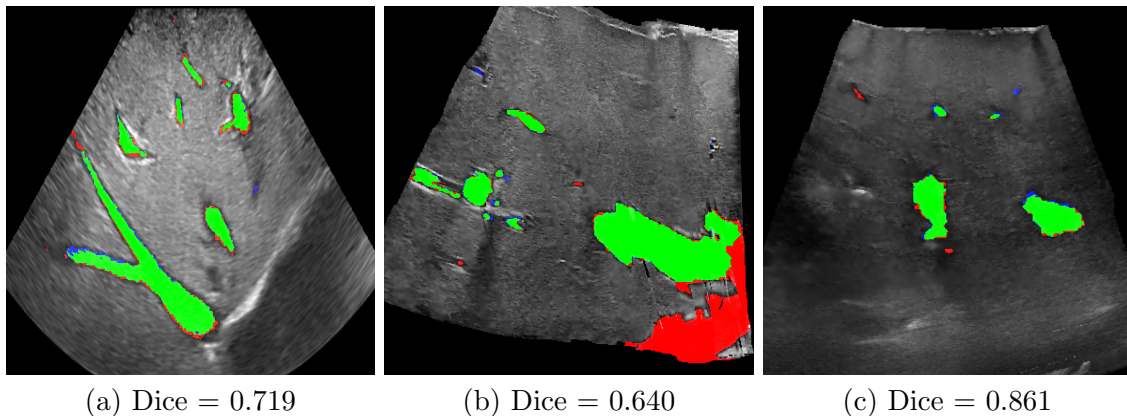 (a) Dice = 0.719
(b) Dice = 0.640
(c) Dice = 0.861